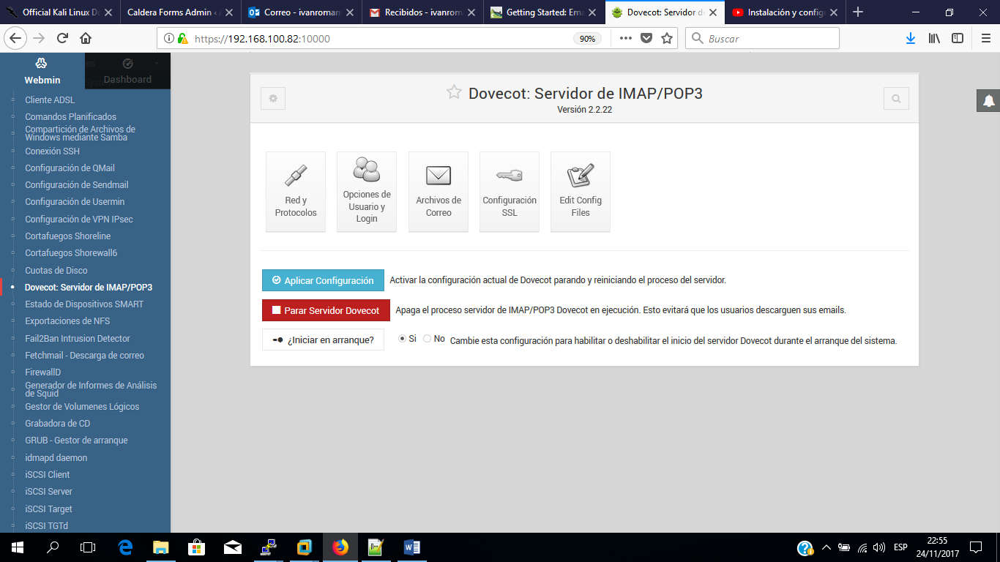 Official Kali Linux Do
Caldera Forms Admin ‹ A
Correo - ivanroman
Recibidos - ivanrom
Getting Started: Ema
Dovecot: Servidor de
Instalación y config
https://192.168.100.82:10000
90%
Buscar
Webmin
Dashboard
Cliente ADSL
Comandos Planificados
Compartición de Archivos de
Windows mediante Samba
Conexión SSH
Configuración de QMail
Configuración de Sendmail
Configuración de Usermin
Configuración de VPN IPsec
Cortafuegos Shoreline
Cortafuegos Shorewall6
Cuotas de Disco
Dovecot: Servidor de IMAP/POP3
Estado de Dispositivos SMART
Exportaciones de NFS
Fail2Ban Intrusion Detector
Fetchmail - Descarga de correo
FirewallD
Generador de Informes de Análisis
de Squid
Gestor de Volumenes Lógicos
Grabadora de CD
GRUB - Gestor de arranque
idmapd daemon
iSCSI Client
iSCSI Server
iSCSI Target
iSCSI TGTd
Dovecot: Servidor de IMAP/POP3
Versión 2.2.22
Red y
Protocolos
Opciones de
Usuario y
Login
Archivos de
Correo
Configuración
SSL
Edit Config
Files
Aplicar Configuración
Activar la configuración actual de Dovecot parando y reiniciando el proceso del servidor.
Parar Servidor Dovecot
Apaga el proceso servidor de IMAP/POP3 Dovecot en ejecución. Esto evitará que los usuarios descarguen sus emails.
¿Iniciar en arranque?
Si
No
Cambie esta configuración para habilitar o deshabilitar el inicio del servidor Dovecot durante el arranque del sistema.
ESP
22:55
24/11/2017